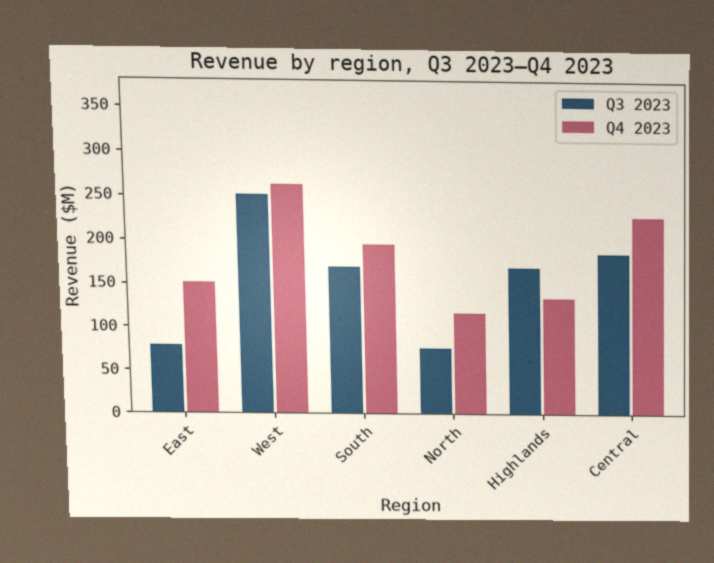 Revenue by region, Q3 2023–Q4 2023
Q3 2023
Q4 2023
Revenue ($M)
350
300
250
200
150
100
50
0
East
West
South
North
Highlands
Central
Region